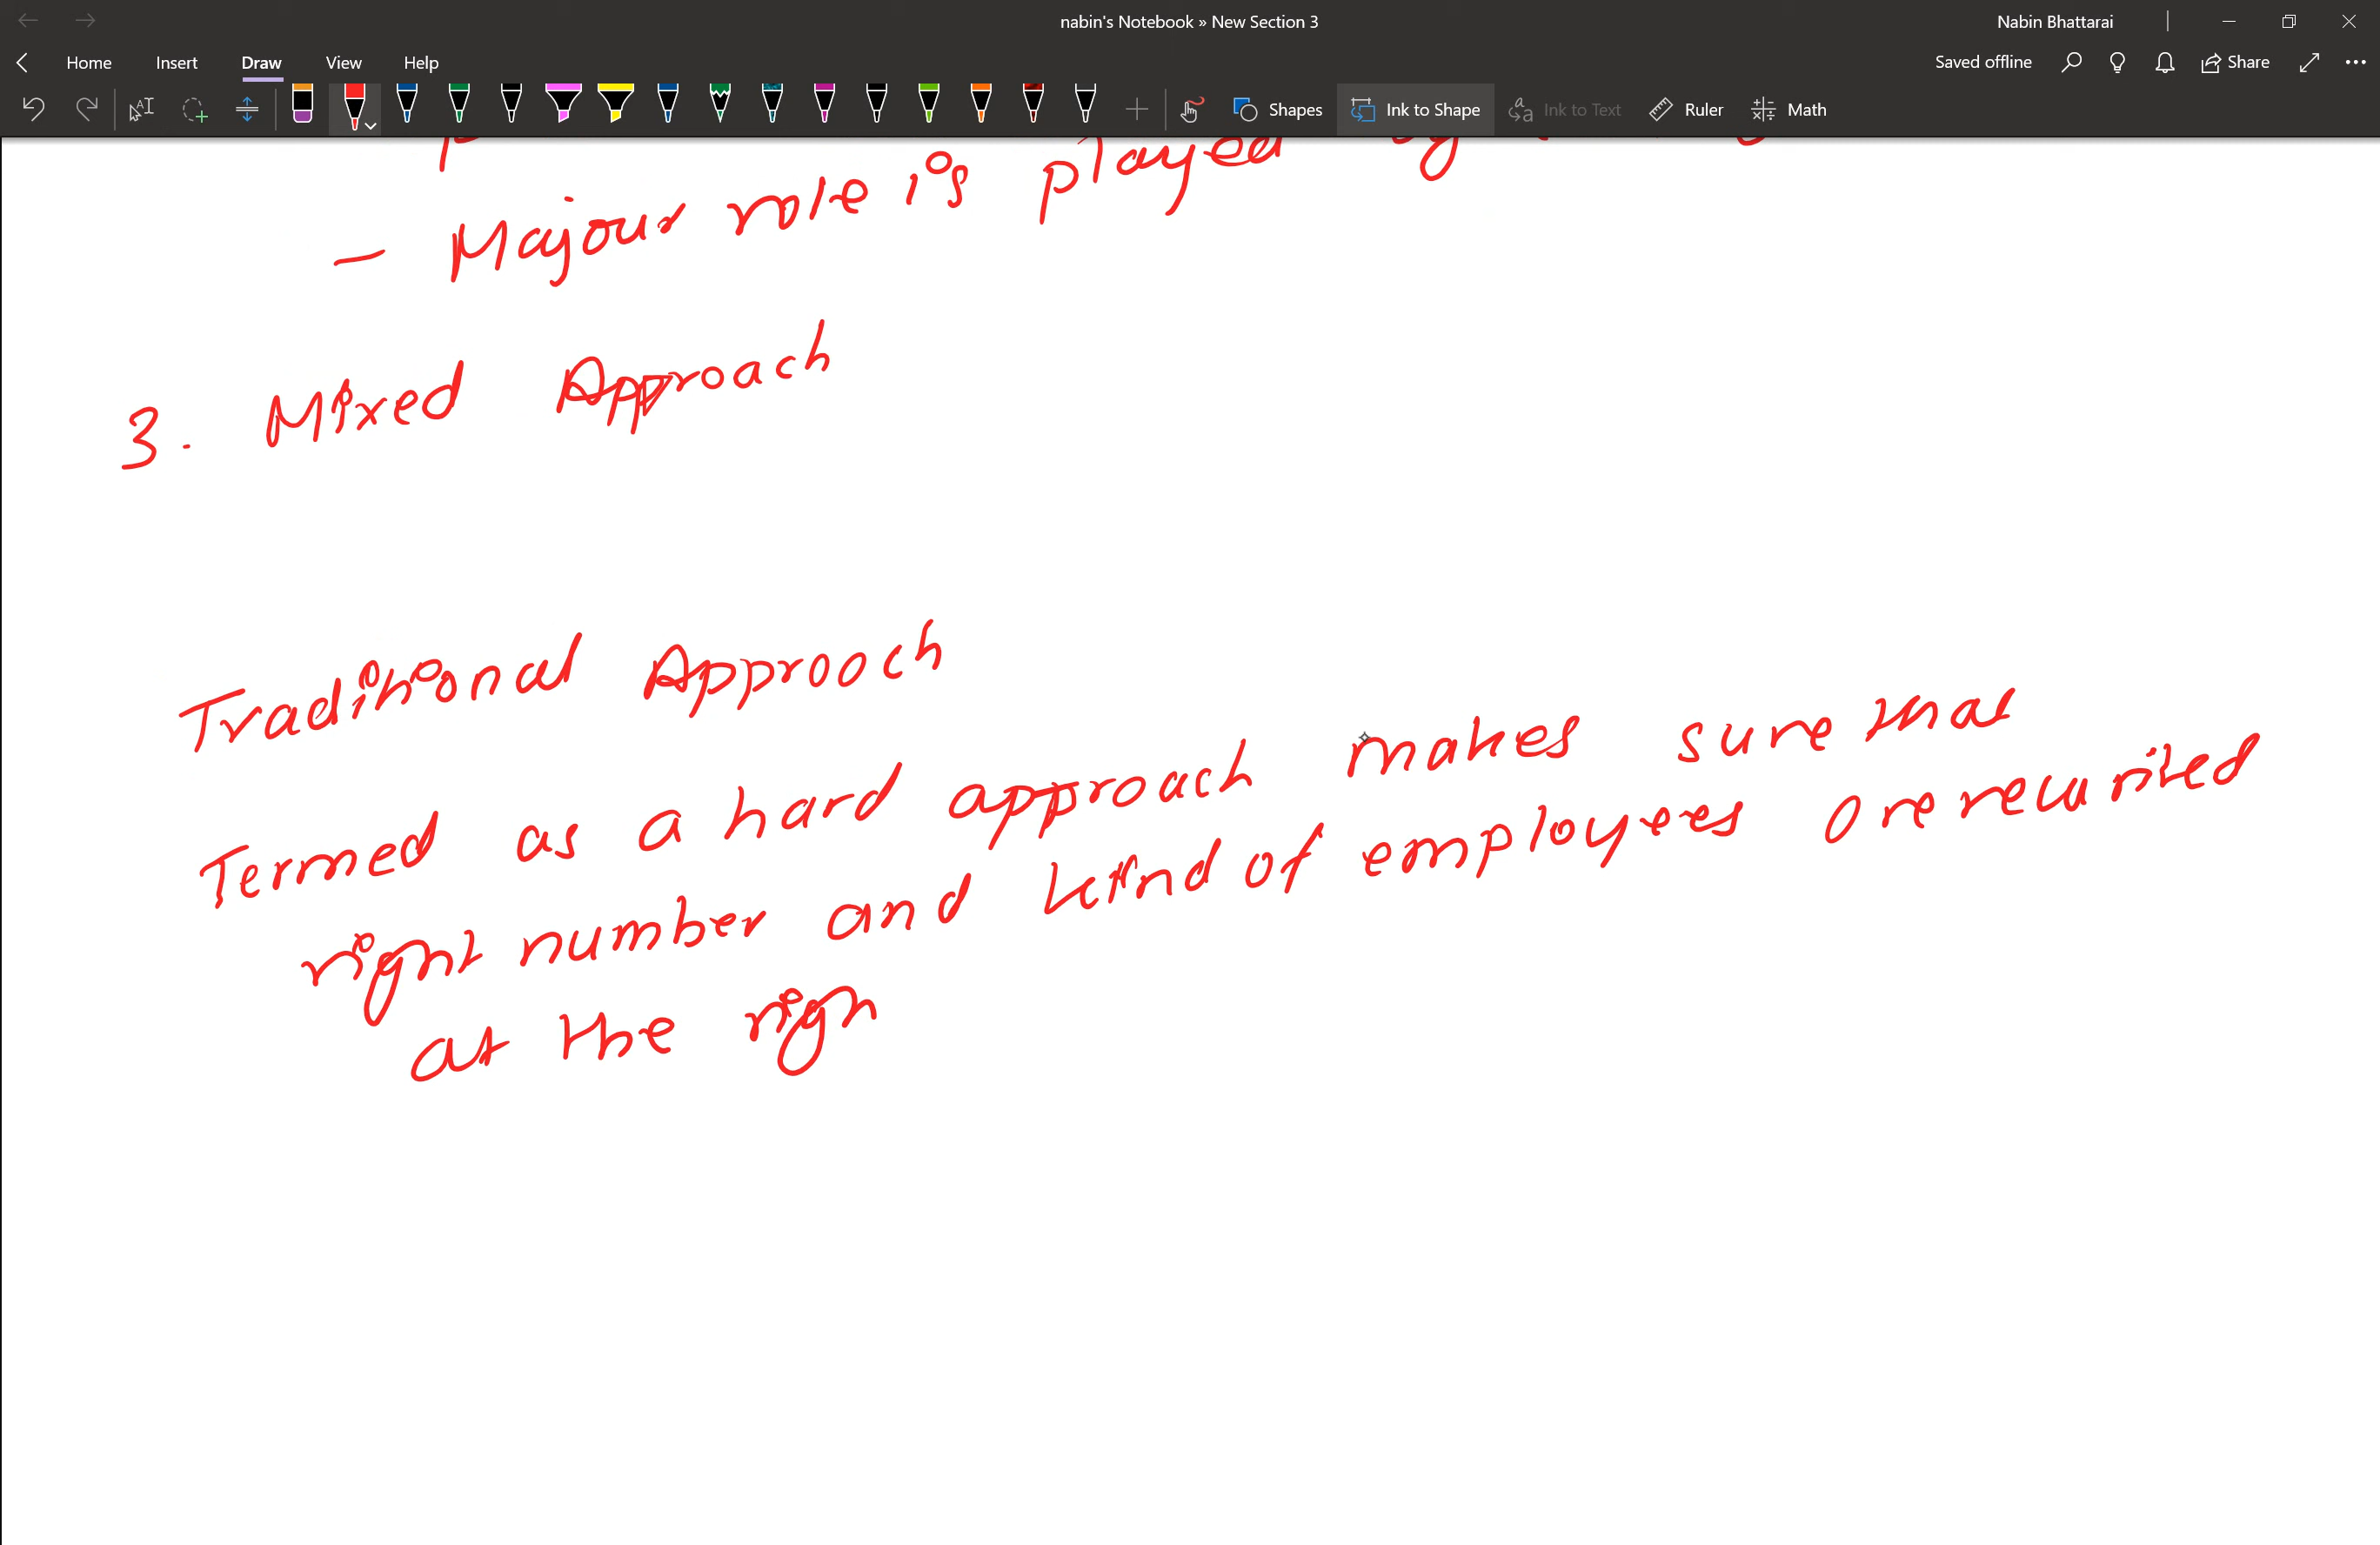 nabin's Notebook » New Section 3
Nabin Bhattarai
Home Insert Draw View Help
Saved offline
Share
Shapes Ink to Shape Ink to Text Ruler Math
- Majour role is played
3. Mixed Approach
Traditional Approoch
Termed as a hard approach makes sure that
right number and kind of employees are recurited
at the righ